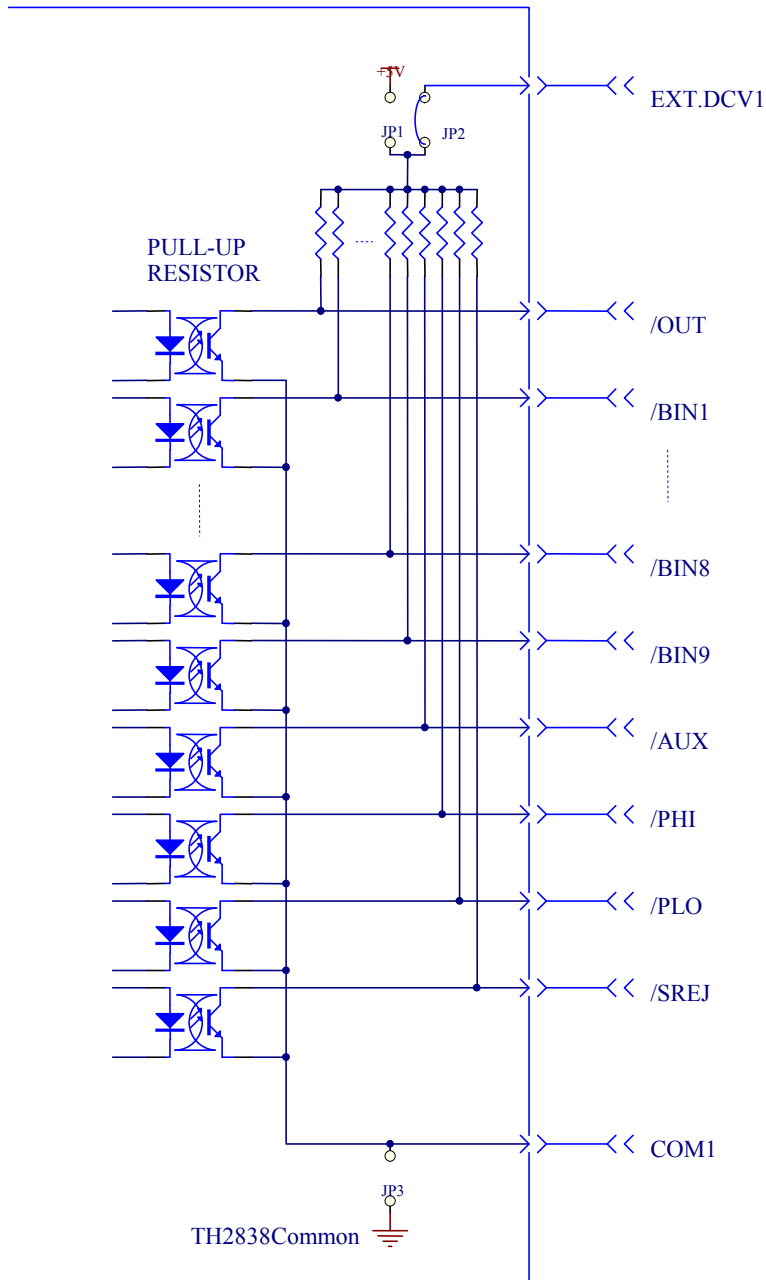 +5V
EXT.DCV1
JP1
JP2
PULL-UP
RESISTOR
/OUT
/BIN1
/BIN8
/BIN9
/AUX
/PHI
/PLO
/SREJ
COM1
JP3
TH2838Common